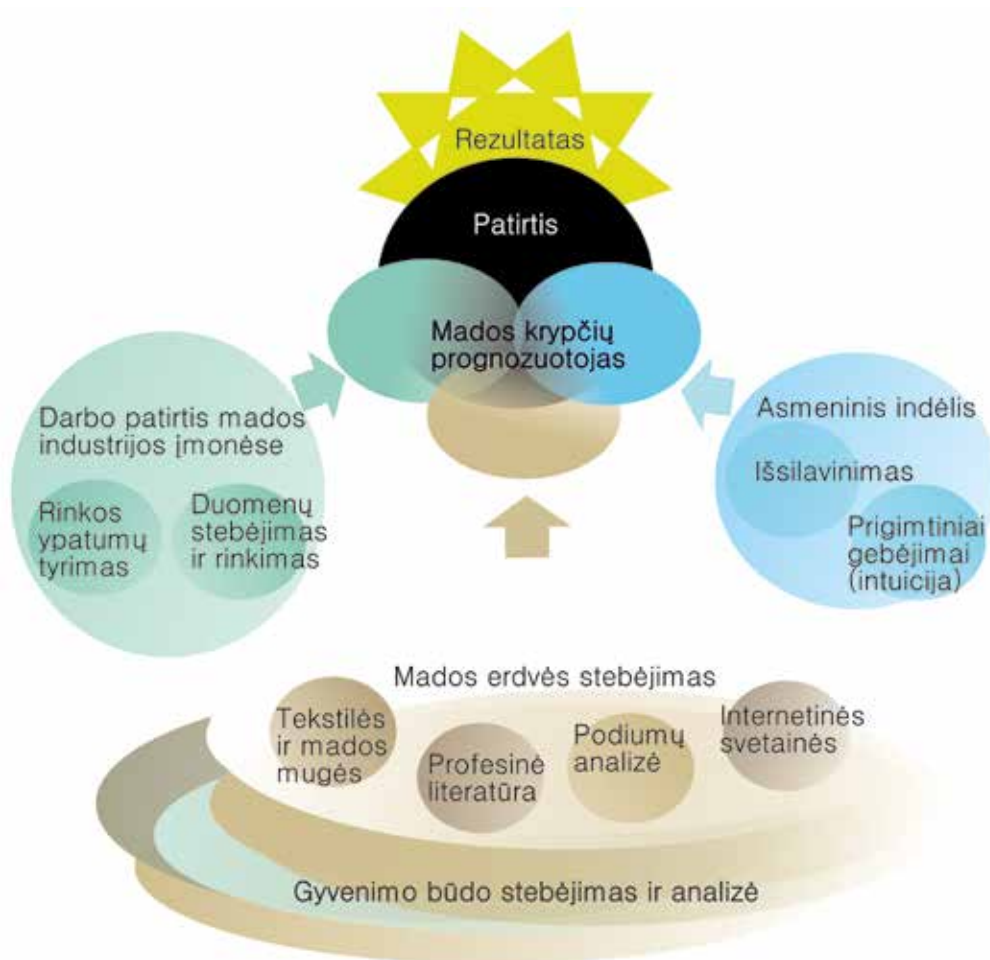 Rezultatas
Patirtis
Mados krypčių
prognozuotojas
Darbo patirtis mados
industrijos įmonėse
Rinkos
ypatumų
tyrimas
Duomenų
stebėjimas
ir rinkimas
Asmeninis indėlis
Išsilavinimas
Prigimtiniai
gebėjimai
(intuicija)
Mados erdvės stebėjimas
Tekstilės
ir mados
mugės
Profesinė
literatūra
Podiumų
analizė
Internetinės
svetainės
Gyvenimo būdo stebėjimas ir analizė